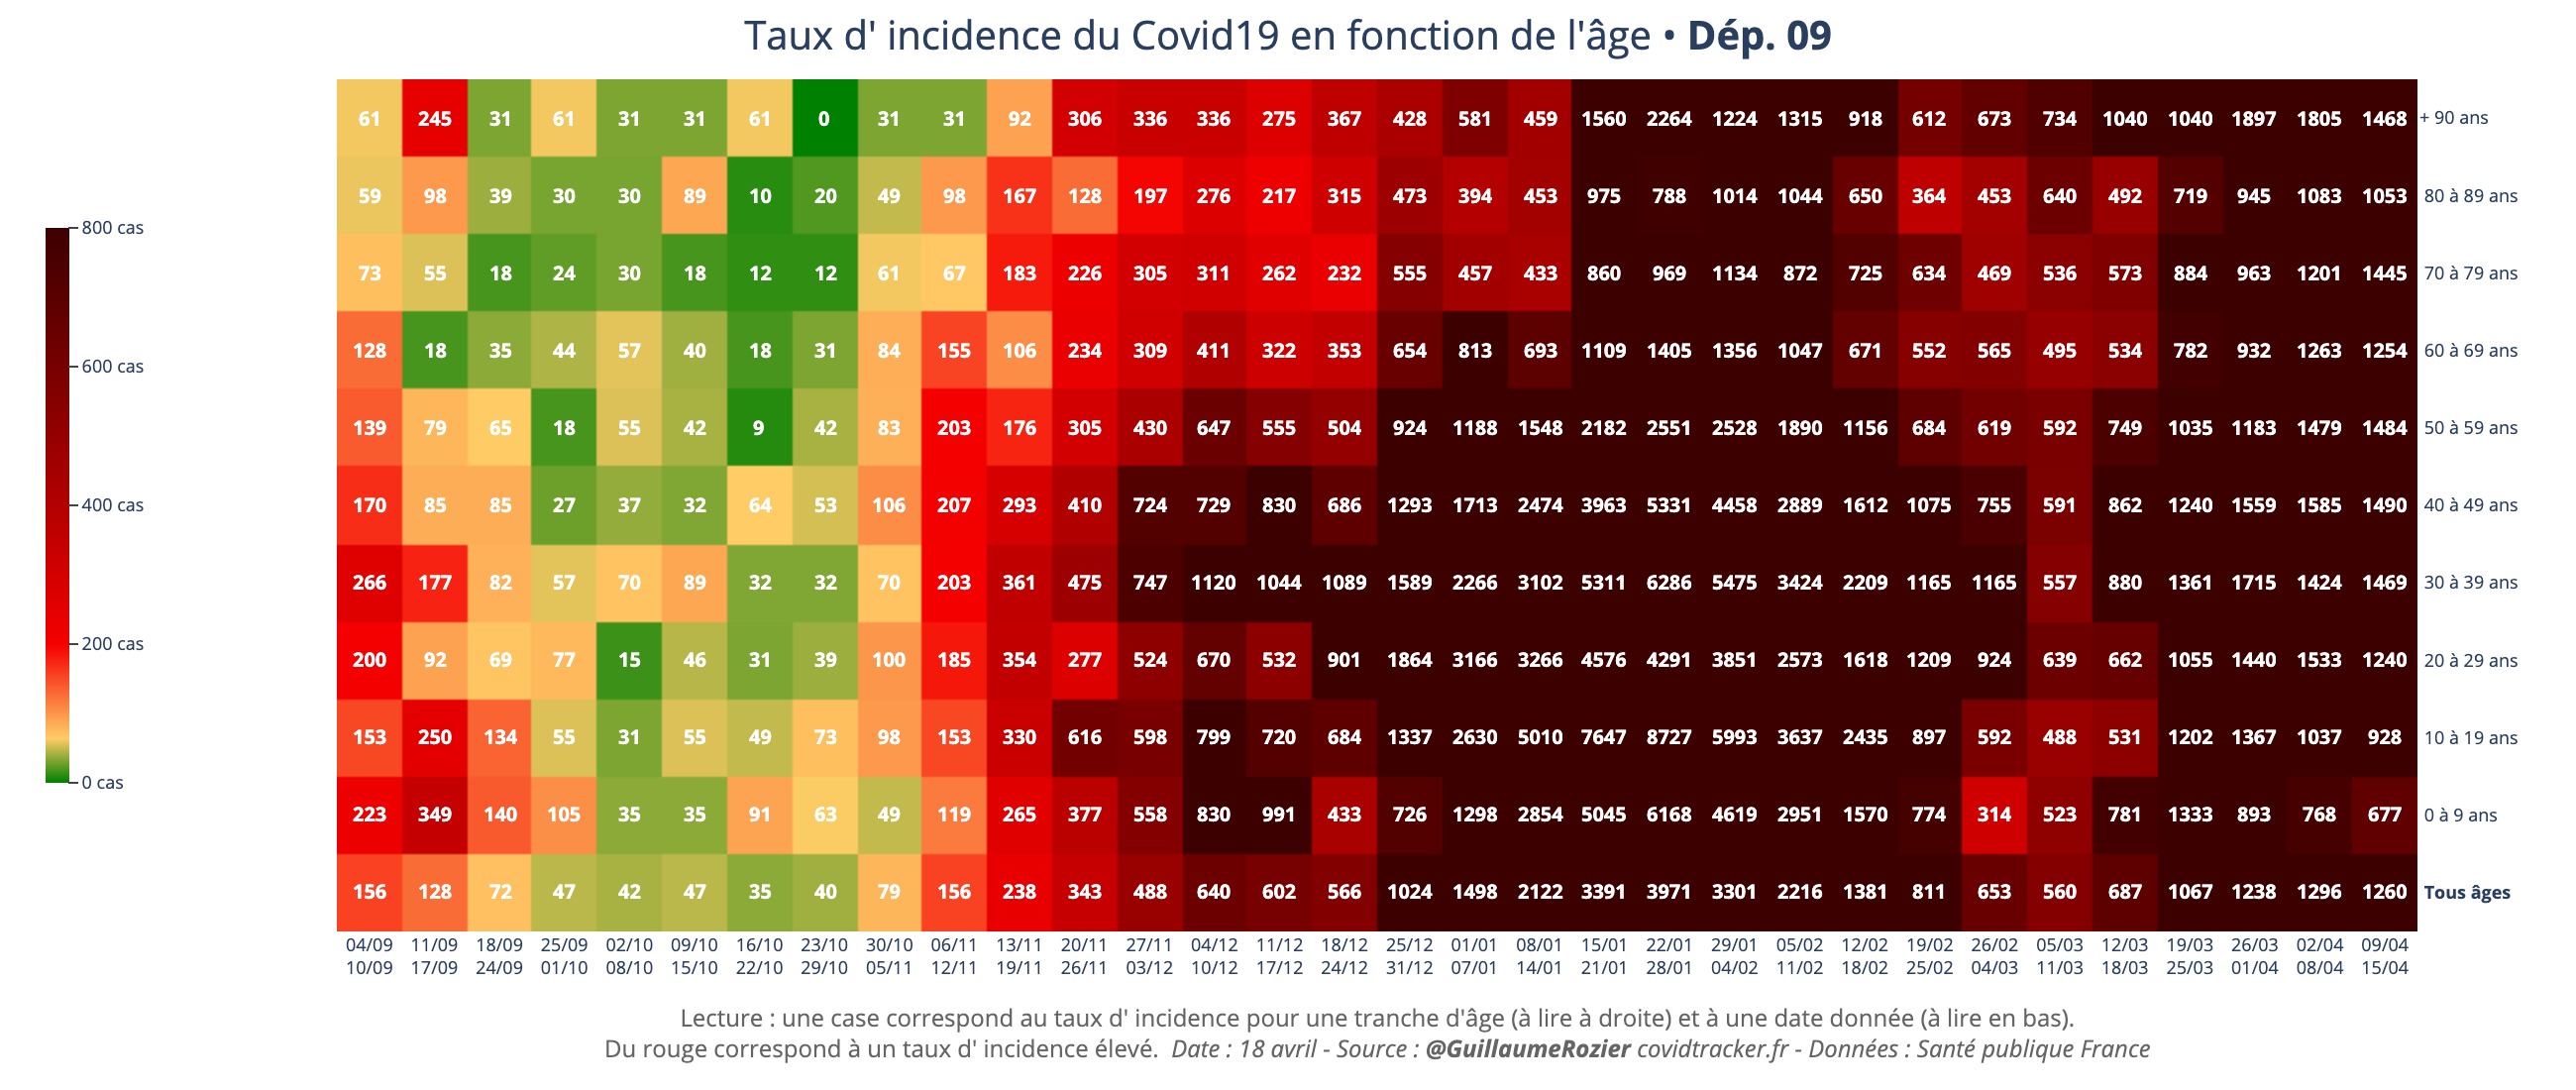 Taux d' incidence du Covid19 en fonction de l'âge • Dép. 09
800 cas
600 cas
400 cas
200 cas
0 cas
61 245 31 61 31 31 61 0 31 31 92 306 336 336 275 367 428 581 459 1560 2264 1224 1315 918 612 673 734 1040 1040 1897 1805 1468 + 90 ans
59 98 39 30 30 89 10 20 49 98 167 128 197 276 217 315 473 394 453 975 788 1014 1044 650 364 453 640 492 719 945 1083 1053 80 à 89 ans
73 55 18 24 30 18 12 12 61 67 183 226 305 311 262 232 555 457 433 860 969 1134 872 725 634 469 536 573 884 963 1201 1445 70 à 79 ans
128 18 35 44 57 40 18 31 84 155 106 234 309 411 322 353 654 813 693 1109 1405 1356 1047 671 552 565 495 534 782 932 1263 1254 60 à 69 ans
139 79 65 18 55 42 9 42 83 203 176 305 430 647 555 504 924 1188 1548 2182 2551 2528 1890 1156 684 619 592 749 1035 1183 1479 1484 50 à 59 ans
170 85 85 27 37 32 64 53 106 207 293 410 724 729 830 686 1293 1713 2474 3963 5331 4458 2889 1612 1075 755 591 862 1240 1559 1585 1490 40 à 49 ans
266 177 82 57 70 89 32 32 70 203 361 475 747 1120 1044 1089 1589 2266 3102 5311 6286 5475 3424 2209 1165 1165 557 880 1361 1715 1424 1469 30 à 39 ans
200 92 69 77 15 46 31 39 100 185 354 277 524 670 532 901 1864 3166 3266 4576 4291 3851 2573 1618 1209 924 639 662 1055 1440 1533 1240 20 à 29 ans
153 250 134 55 31 55 49 73 98 153 330 616 598 799 720 684 1337 2630 5010 7647 8727 5993 3637 2435 897 592 488 531 1202 1367 1037 928 10 à 19 ans
223 349 140 105 35 35 91 63 49 119 265 377 558 830 991 433 726 1298 2854 5045 6168 4619 2951 1570 774 314 523 781 1333 893 768 677 0 à 9 ans
156 128 72 47 42 47 35 40 79 156 238 343 488 640 602 566 1024 1498 2122 3391 3971 3301 2216 1381 811 653 560 687 1067 1238 1296 1260 Tous âges
04/09 11/09 18/09 25/09 02/10 09/10 16/10 23/10 30/10 06/11 13/11 20/11 27/11 04/12 11/12 18/12 25/12 01/01 08/01 15/01 22/01 29/01 05/02 12/02 19/02 26/02 05/03 12/03 19/03 26/03 02/04 09/04
10/09 17/09 24/09 01/10 08/10 15/10 22/10 29/10 05/11 12/11 19/11 26/11 03/12 10/12 17/12 24/12 31/12 07/01 14/01 21/01 28/01 04/02 11/02 18/02 25/02 04/03 11/03 18/03 25/03 01/04 08/04 15/04
Lecture : une case correspond au taux d' incidence pour une tranche d'âge (à lire à droite) et à une date donnée (à lire en bas).
Du rouge correspond à un taux d' incidence élevé. Date : 18 avril - Source : @GuillaumeRozier covidtracker.fr - Données : Santé publique France